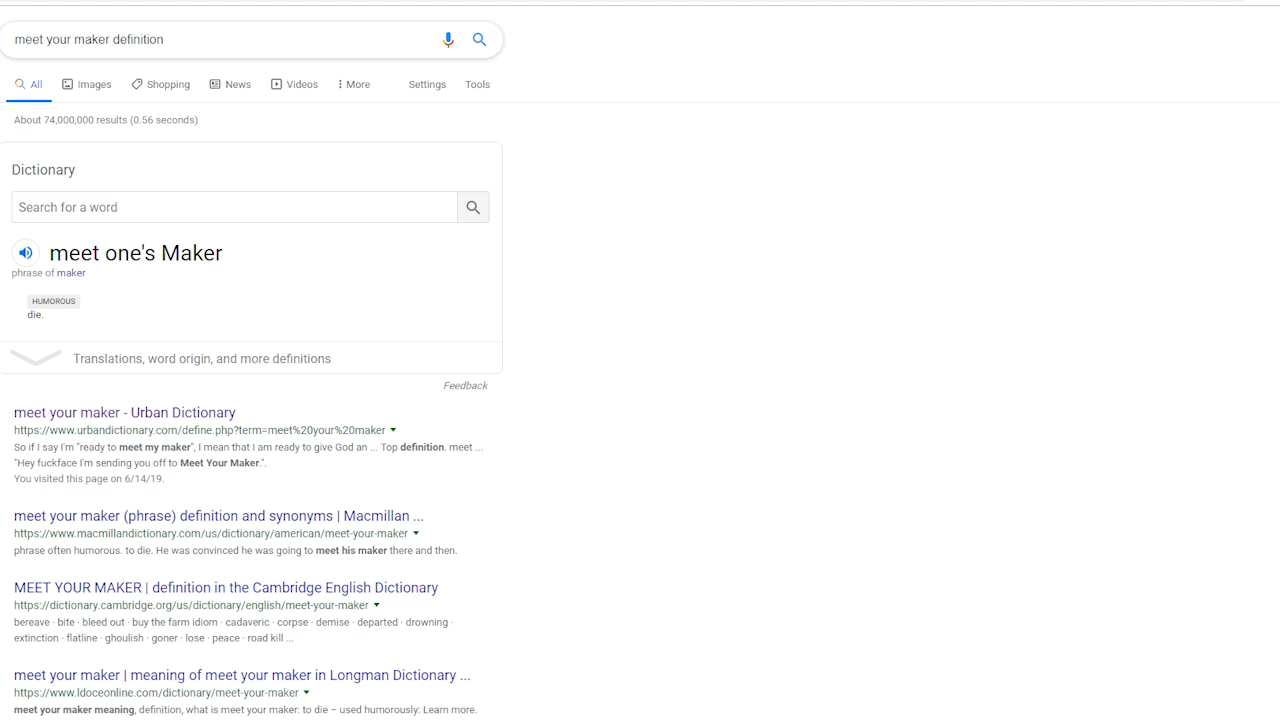 meet your maker definition
All Images Shopping News Videos More Settings Tools
About 74,000,000 results (0.56 seconds)
Dictionary
Search for a word
meet one's Maker
phrase of maker
HUMOROUS
die.
Translations, word origin, and more definitions
Feedback
meet your maker - Urban Dictionary
https://www.urbandictionary.com/define.php?term=meet%20your%20maker
So if I say I'm "ready to meet my maker", I mean that I am ready to give God an ... Top definition. meet ...
"Hey fuckface I'm sending you off to Meet Your Maker.".
You visited this page on 6/14/19.
meet your maker (phrase) definition and synonyms | Macmillan ...
https://www.macmillandictionary.com/us/dictionary/american/meet-your-maker
phrase often humorous. to die. He was convinced he was going to meet his maker there and then.
MEET YOUR MAKER | definition in the Cambridge English Dictionary
https://dictionary.cambridge.org/us/dictionary/english/meet-your-maker
bereave · bite · bleed out · buy the farm idiom · cadaveric · corpse · demise · departed · drowning ·
extinction · flatline · ghoulish · goner · lose · peace · road kill ...
meet your maker | meaning of meet your maker in Longman Dictionary ...
https://www.ldoceonline.com/dictionary/meet-your-maker
meet your maker meaning, definition, what is meet your maker: to die – used humorously: Learn more.